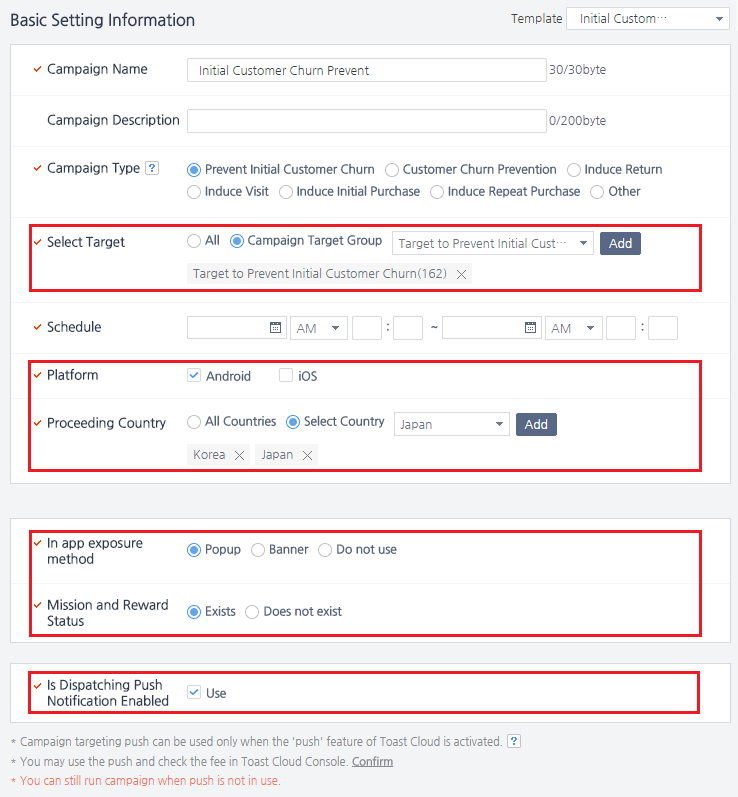 Basic Setting Information
Template Initial Custom···
Campaign Name Initial Customer Churn Prevent 30/30byte
Campaign Description 0/200byte
Campaign Type ? Prevent Initial Customer Churn Customer Churn Prevention Induce Return
Induce Visit Induce Initial Purchase Induce Repeat Purchase Other
Select Target All Campaign Target Group Target to Prevent Initial Cust··· Add
Target to Prevent Initial Customer Churn(162) ×
Schedule AM : ~ AM :
Platform Android iOS
Proceeding Country All Countries Select Country Japan Add
Korea × Japan ×
In app exposure
method
Popup Banner Do not use
Mission and Reward
Status
Exists Does not exist
Is Dispatching Push
Notification Enabled
Use
* Campaign targeting push can be used only when the 'push' feature of Toast Cloud is activated. ?
* You may use the push and check the fee in Toast Cloud Console. Confirm
* You can still run campaign when push is not in use.